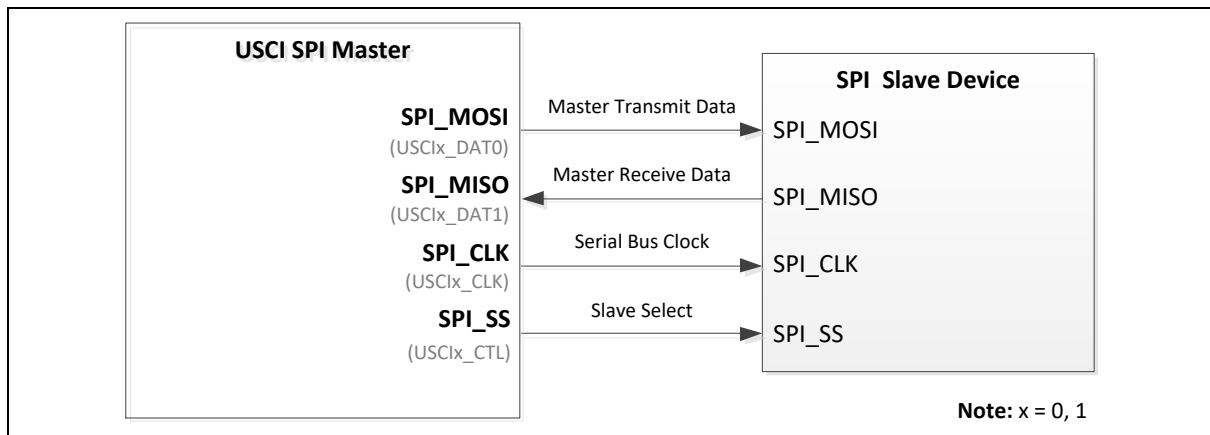 USCI SPI Master
SPI_MOSI
(USCIx_DAT0)
SPI_MISO
(USCIx_DAT1)
SPI_CLK
(USCIx_CLK)
SPI_SS
(USCIx_CTL)
Master Transmit Data
Master Receive Data
Serial Bus Clock
Slave Select
SPI Slave Device
SPI_MOSI
SPI_MISO
SPI_CLK
SPI_SS
Note: x = 0, 1